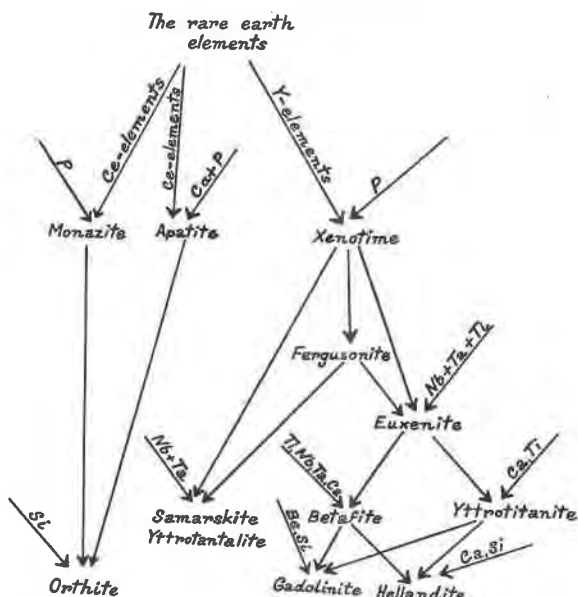 The rare earth
elements
Ce-elements
Ce-elements
Y-elements
P
Ca+P
P
Monazite
Apatite
Xenotime
Fergusonite
Nb+Ta+Ti
Euxenite
Nb+Ta
Ti,Nb,Ta,Ca
Ca,Ti
Samarskite
Yttrotantalite
Betafite
Yttrotitanite
Si
Be,Si
Ca,Si
Orthite
Gadolinite
Hellandite